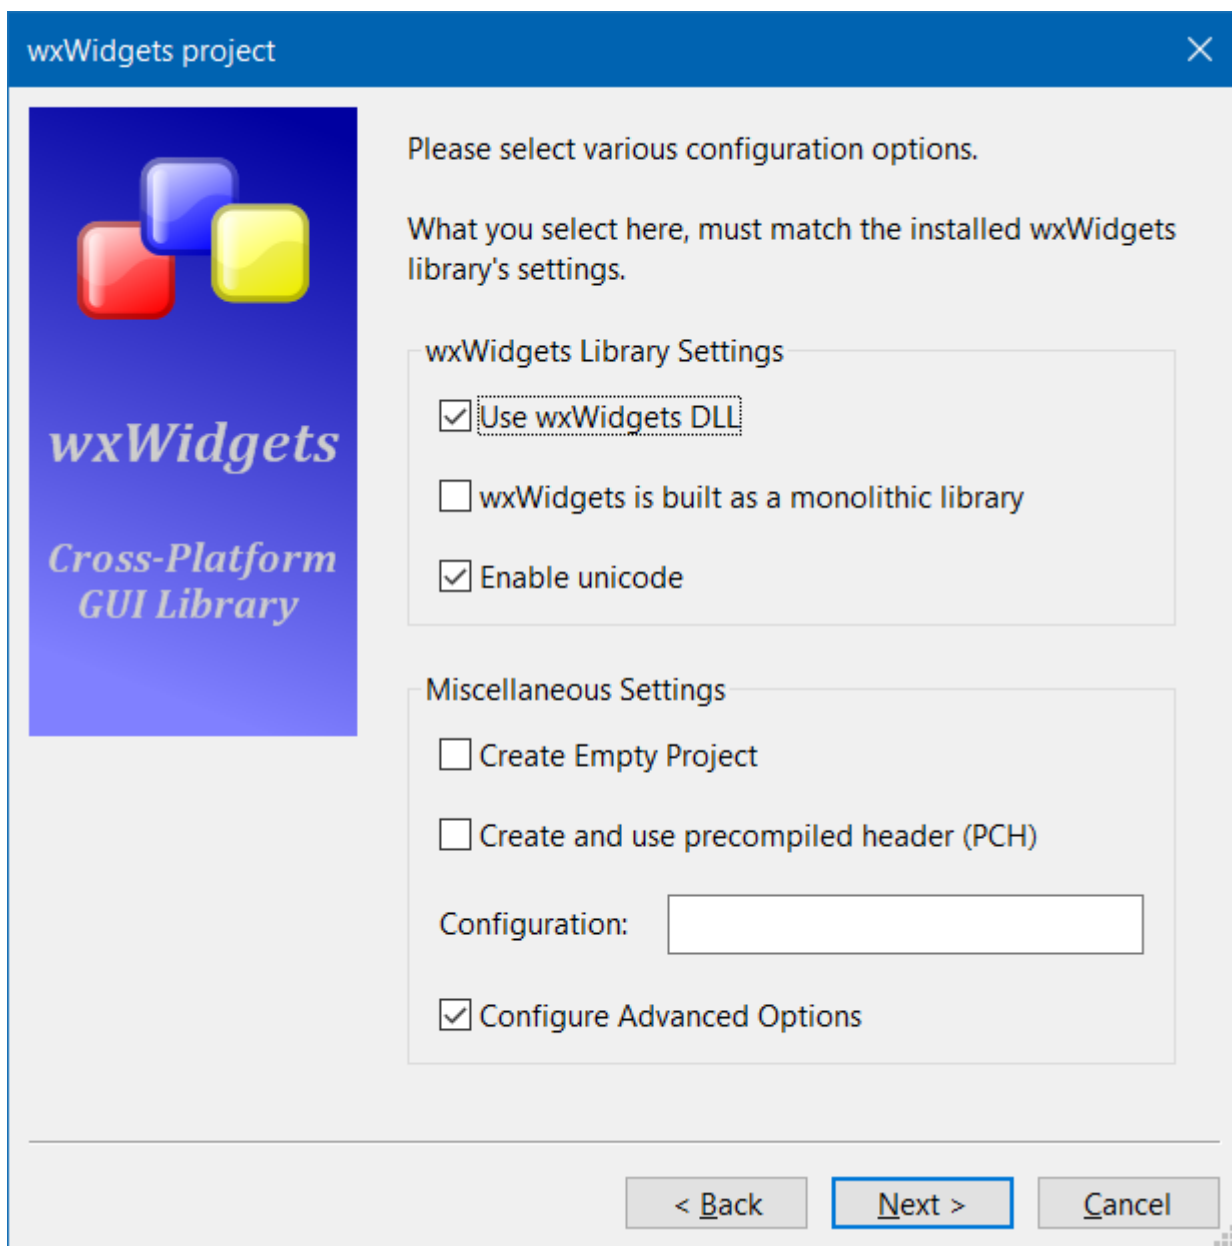 wxWidgets project
wxWidgets
Cross-Platform
GUI Library
Please select various configuration options.
What you select here, must match the installed wxWidgets
library's settings.
wxWidgets Library Settings
Use wxWidgets DLL
wxWidgets is built as a monolithic library
Enable unicode
Miscellaneous Settings
Create Empty Project
Create and use precompiled header (PCH)
Configuration:
Configure Advanced Options
< Back Next > Cancel